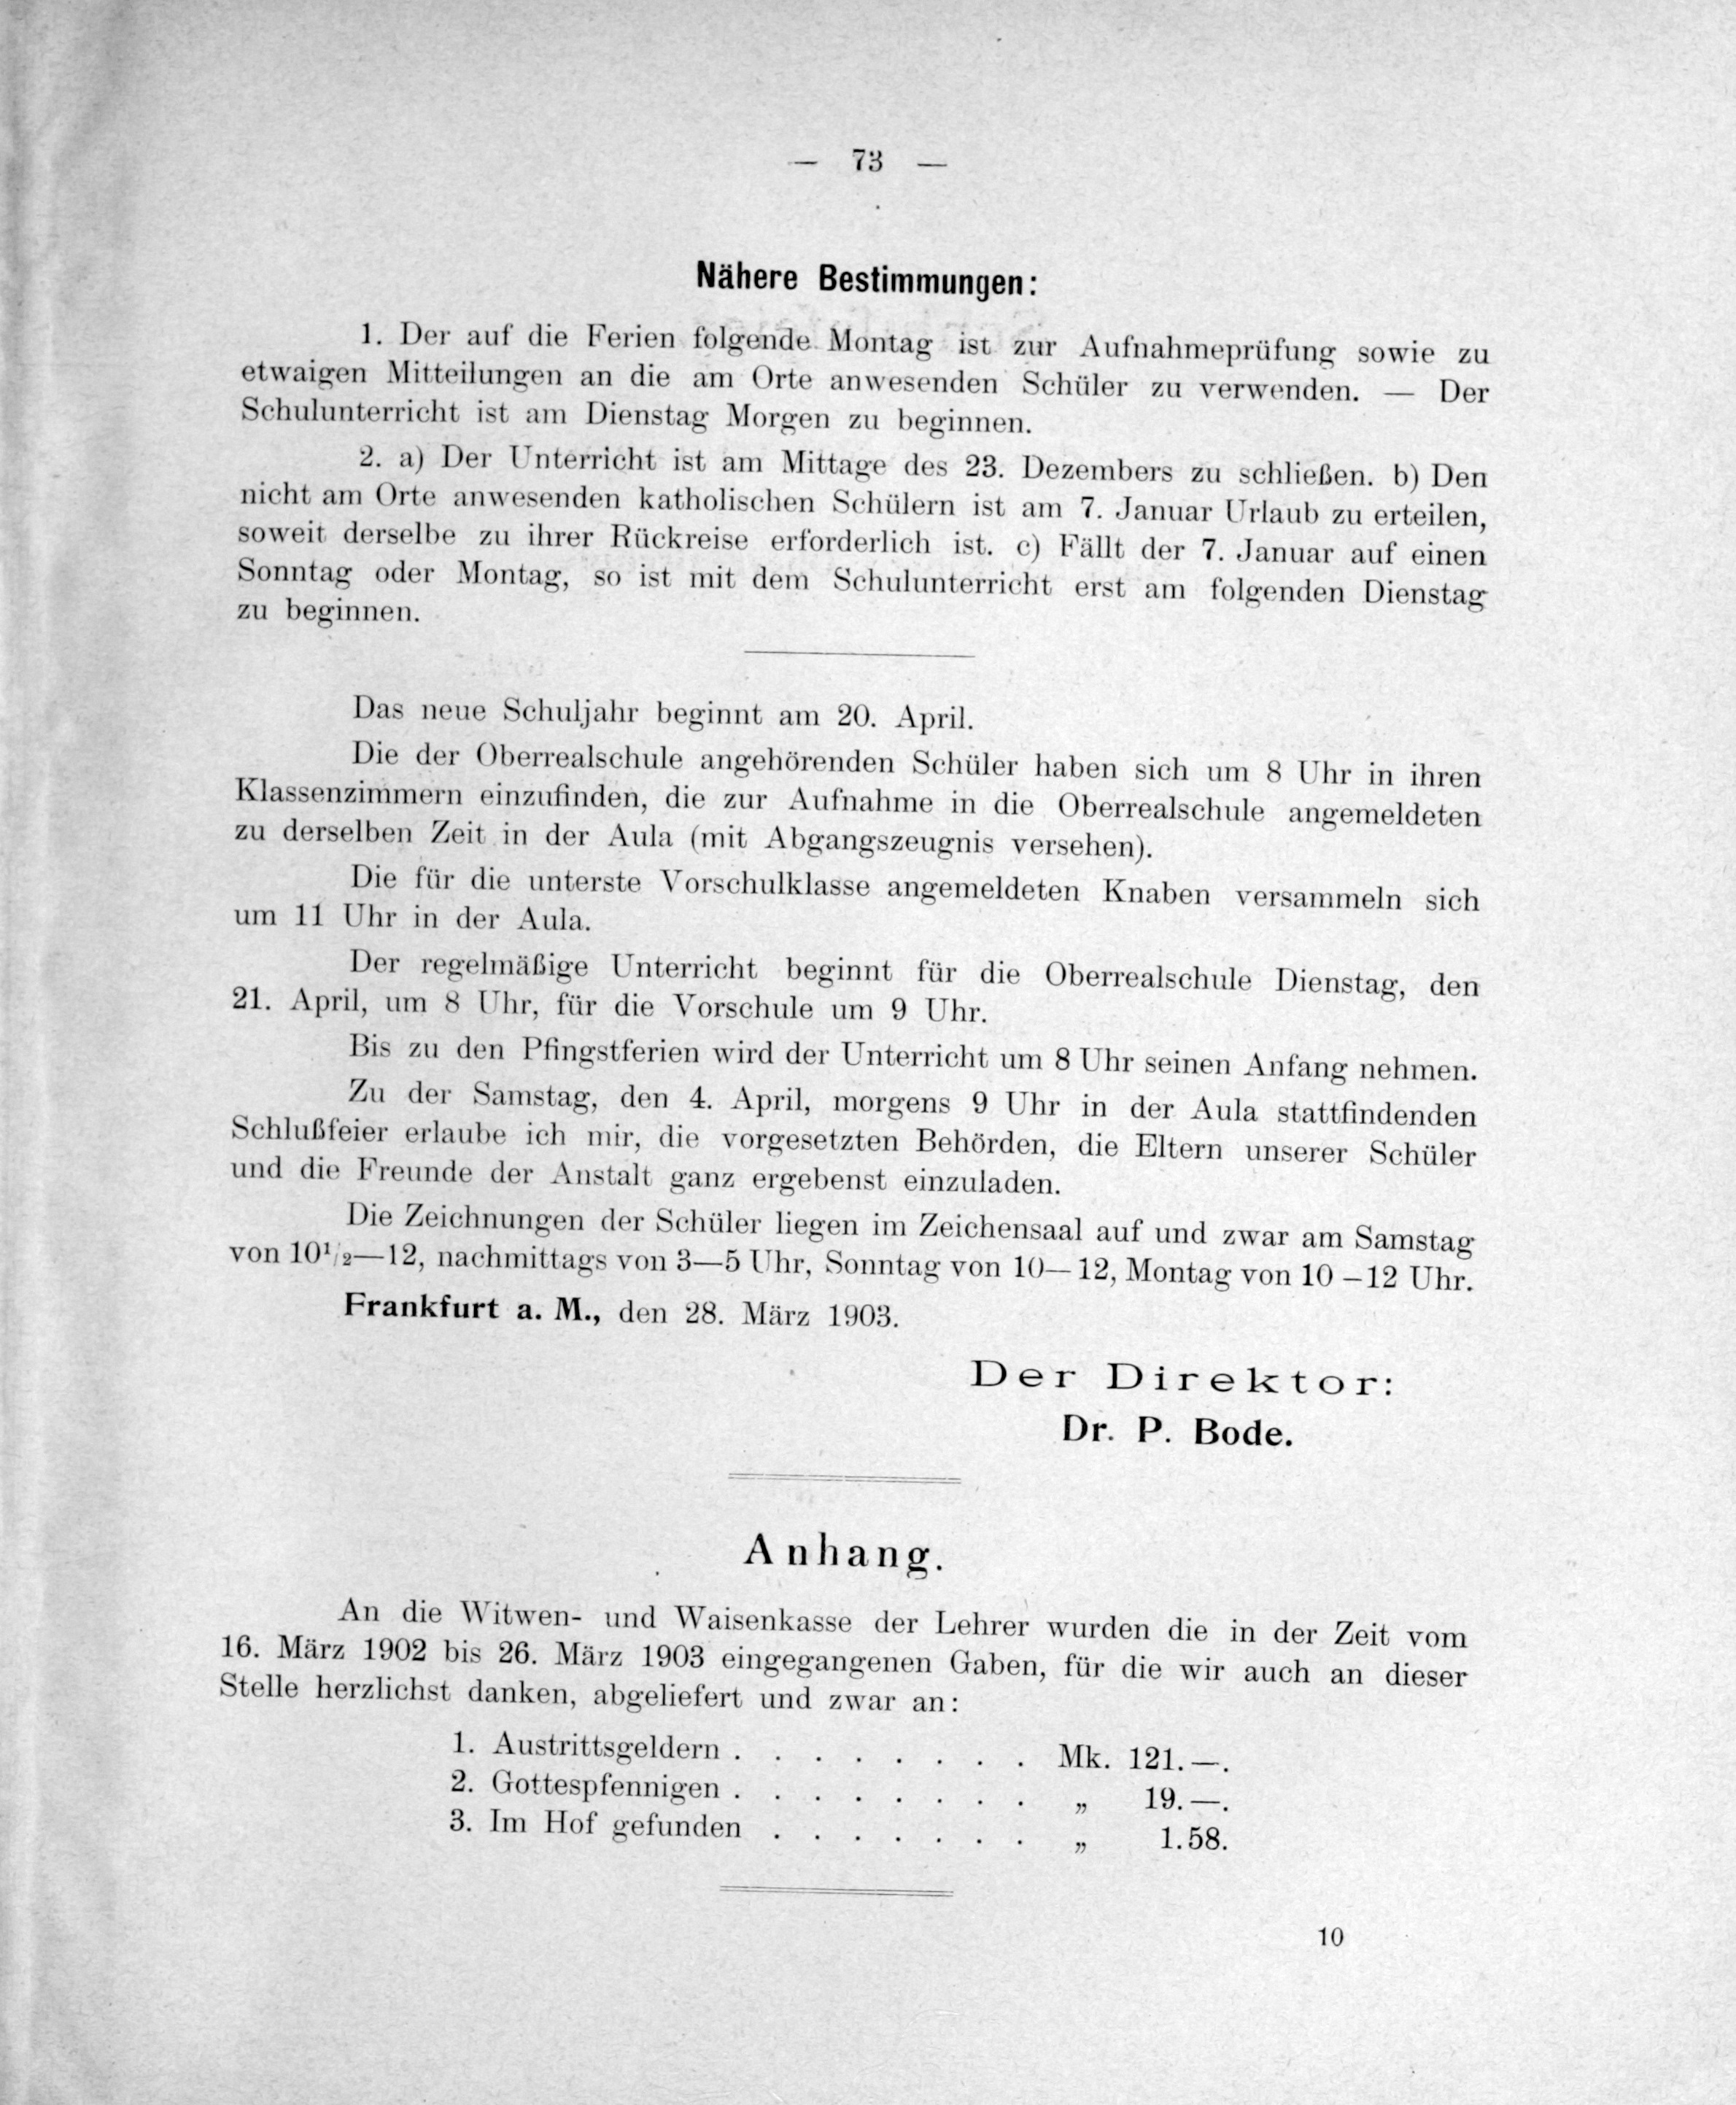 — 73 —
Nähere Bestimmungen:
1. Der auf die Ferien folgende Montag ist zur Aufnahmeprüfung sowie zu
etwaigen Mitteilungen an die am Orte anwesenden Schüler zu verwenden. — Der
Schulunterricht ist am Dienstag Morgen zu beginnen.
2. a) Der Unterricht ist am Mittage des 23. Dezembers zu schließen. b) Den
nicht am Orte anwesenden katholischen Schülern ist am 7. Januar Urlaub zu erteilen,
soweit derselbe zu ihrer Rückreise erforderlich ist. c) Fällt der 7. Januar auf einen
Sonntag oder Montag, so ist mit dem Schulunterricht erst am folgenden Dienstag
zu beginnen.
Das neue Schuljahr beginnt am 20. April.
Die der Oberrealschule angehörenden Schüler haben sich um 8 Uhr in ihren
Klassenzimmern einzufinden, die zur Aufnahme in die Oberrealschule angemeldeten
zu derselben Zeit in der Aula (mit Abgangszeugnis versehen).
Die für die unterste Vorschulklasse angemeldeten Knaben versammeln sich
um 11 Uhr in der Aula.
Der regelmäßige Unterricht beginnt für die Oberrealschule Dienstag, den
21. April, um 8 Uhr, für die Vorschule um 9 Uhr.
Bis zu den Pfingstferien wird der Unterricht um 8 Uhr seinen Anfang nehmen.
Zu der Samstag, den 4. April, morgens 9 Uhr in der Aula stattfindenden
Schlußfeier erlaube ich mir, die vorgesetzten Behörden, die Eltern unserer Schüler
und die Freunde der Anstalt ganz ergebenst einzuladen.
Die Zeichnungen der Schüler liegen im Zeichensaal auf und zwar am Samstag
von 10¹/₂—12, nachmittags von 3—5 Uhr, Sonntag von 10—12, Montag von 10–12 Uhr.
Frankfurt a. M., den 28. März 1903.
Der Direktor:
Dr. P. Bode.
Anhang.
An die Witwen- und Waisenkasse der Lehrer wurden die in der Zeit vom
16. März 1902 bis 26. März 1903 eingegangenen Gaben, für die wir auch an dieser
Stelle herzlichst danken, abgeliefert und zwar an:
1. Austrittsgeldern . . . . . . . . Mk. 121.—.
2. Gottespfennigen . . . . . . . . „ 19.—.
3. Im Hof gefunden . . . . . . . „ 1.58.
10